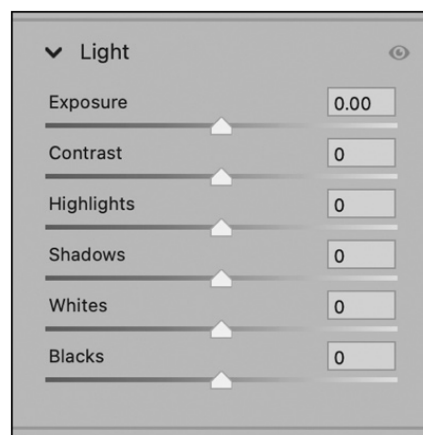 Light
Exposure 0.00
Contrast 0
Highlights 0
Shadows 0
Whites 0
Blacks 0